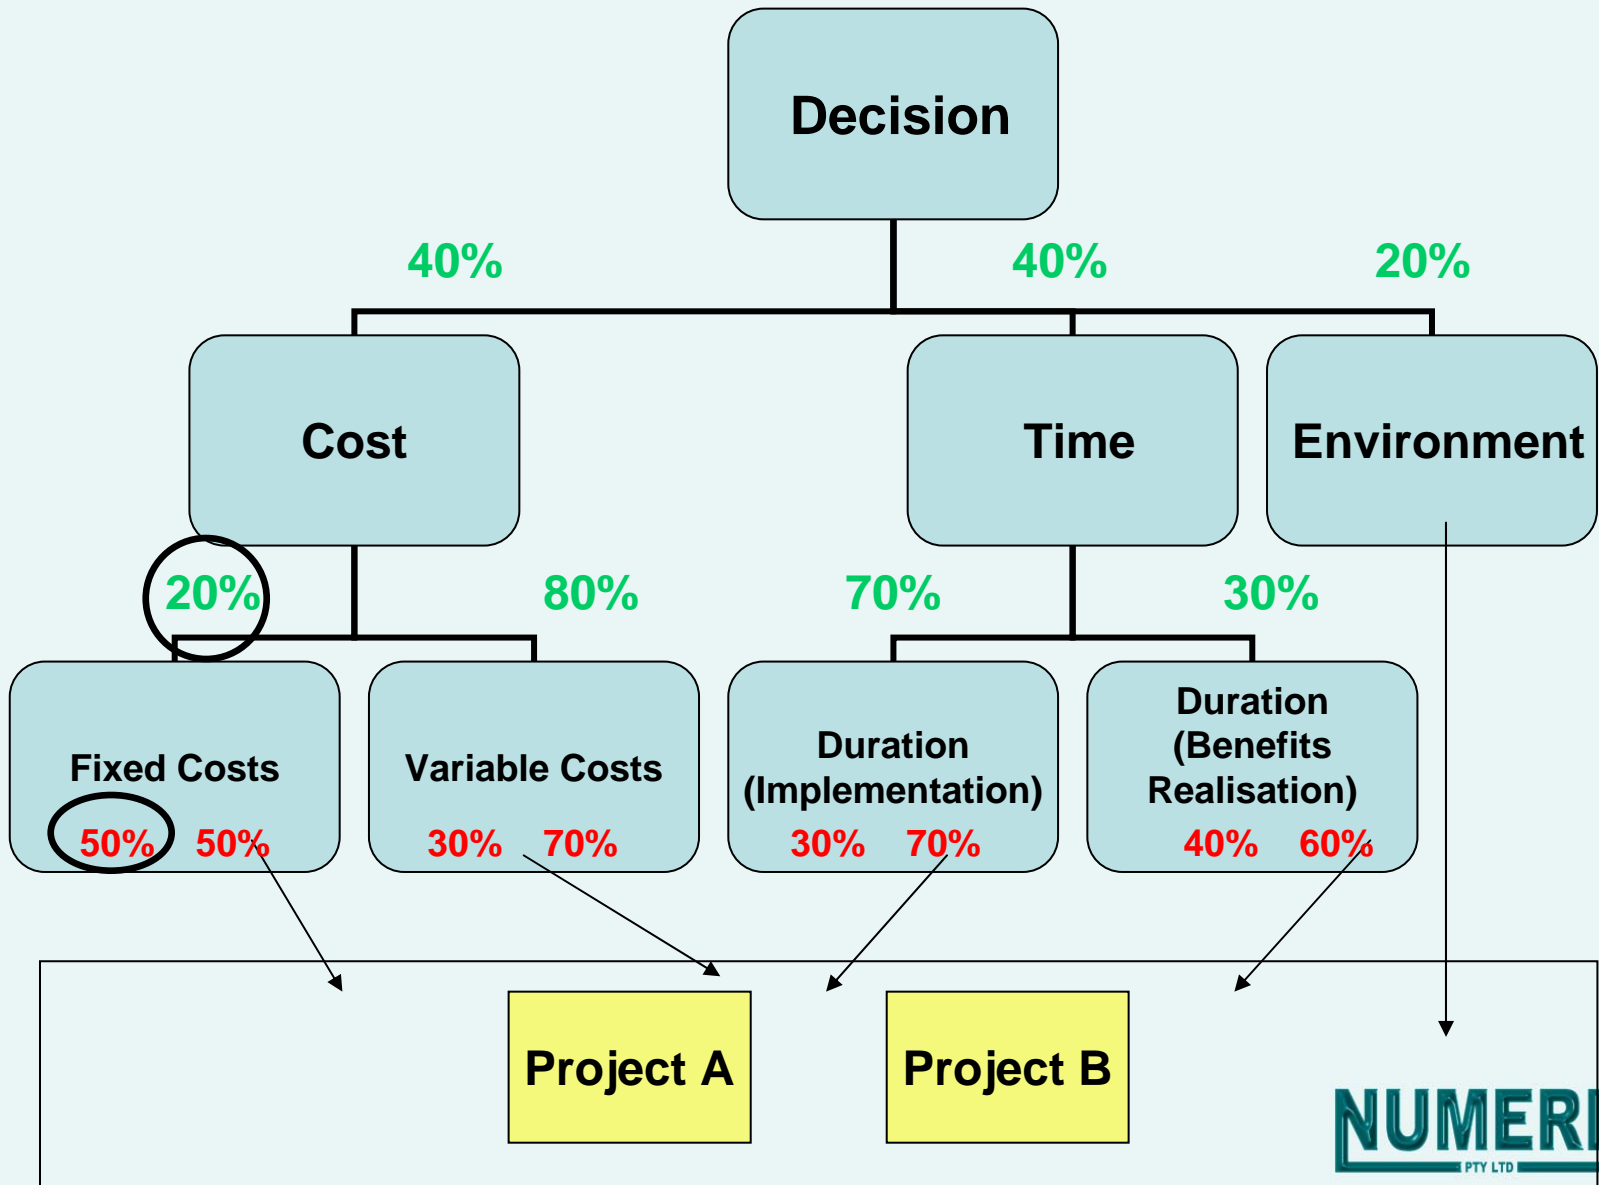 Decision
40% 40% 20%
Cost Time Environment
20% 80% 70% 30%
Fixed Costs
50% 50%
Variable Costs
30% 70%
Duration
(Implementation)
30% 70%
Duration
(Benefits
Realisation)
40% 60%
Project A Project B
PTY LTD